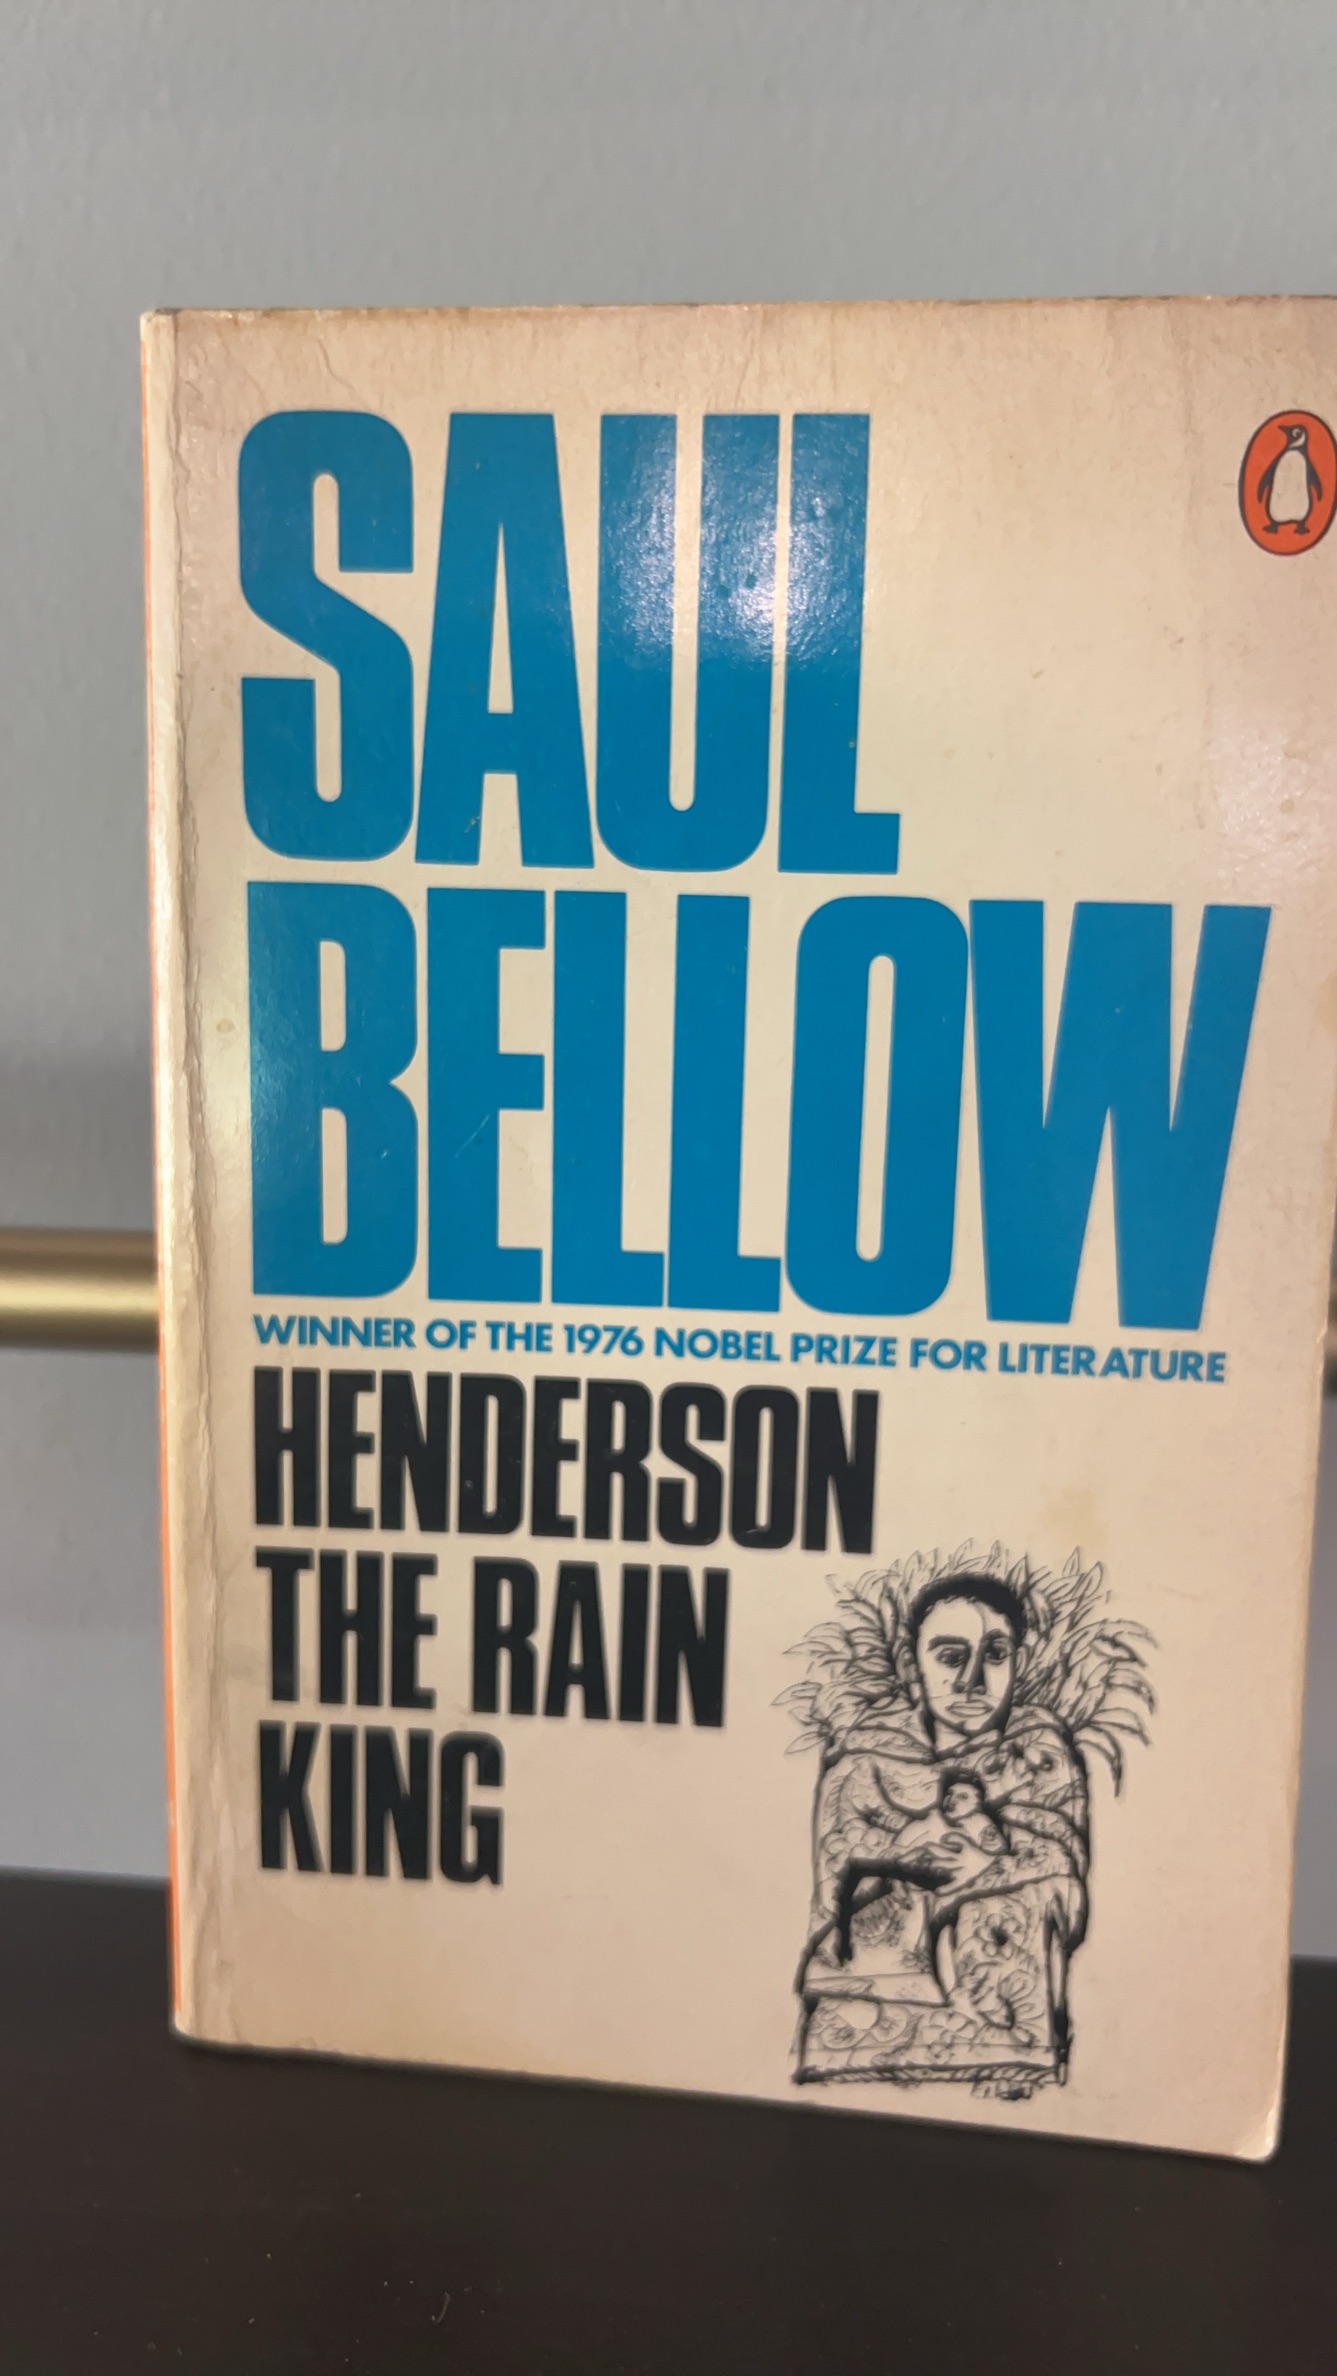 SAUL
BELLOW
WINNER OF THE 1976 NOBEL PRIZE FOR LITERATURE
HENDERSON
THE RAIN
KING